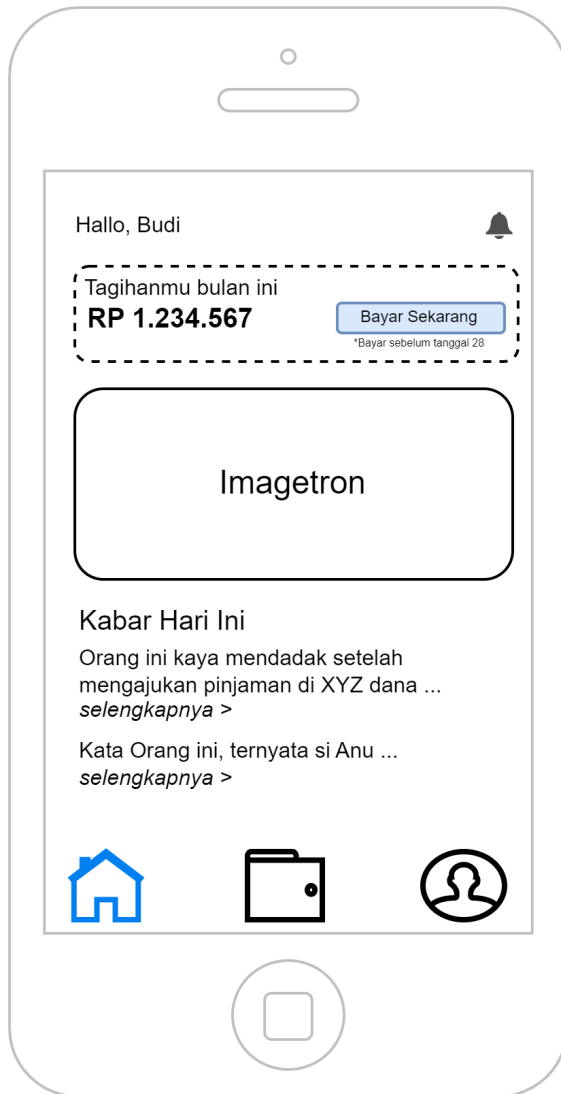 Hallo, Budi
Tagihanmu bulan ini
RP 1.234.567
Bayar Sekarang
*Bayar sebelum tanggal 28
Imagetron
Kabar Hari Ini
Orang ini kaya mendadak setelah
mengajukan pinjaman di XYZ dana ...
selengkapnya >
Kata Orang ini, ternyata si Anu ...
selengkapnya >